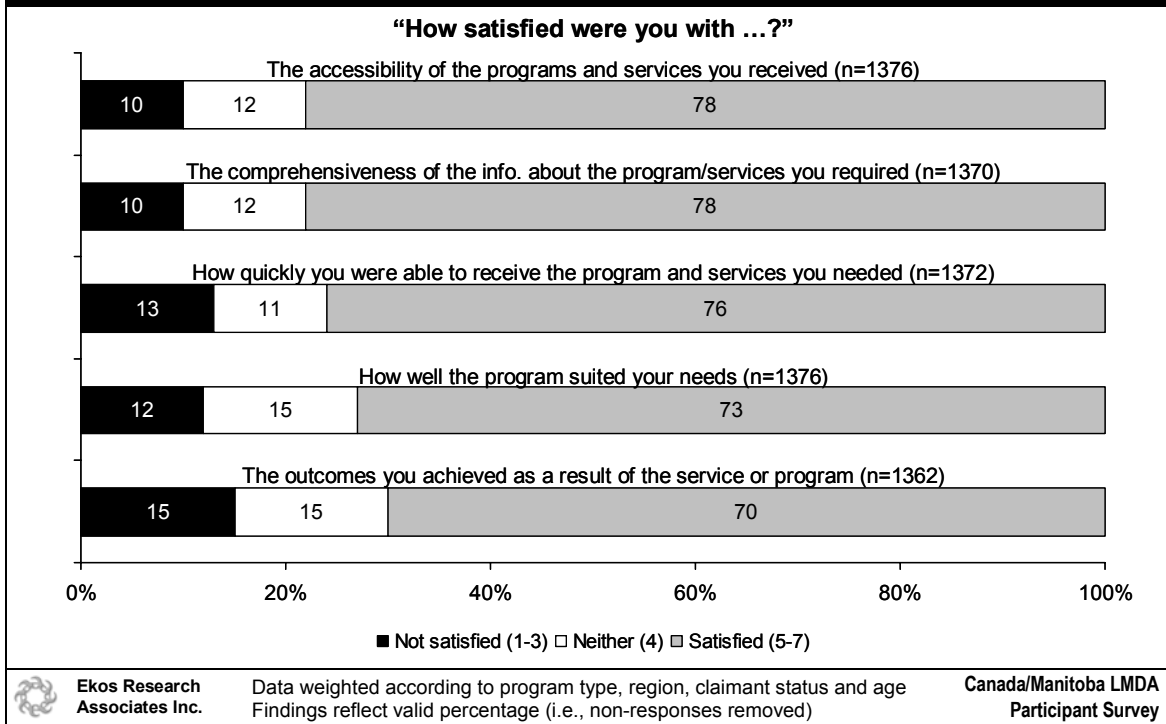 “How satisfied were you with …?”
The accessibility of the programs and services you received (n=1376)
10 12 78
The comprehensiveness of the info. about the program/services you required (n=1370)
10 12 78
How quickly you were able to receive the program and services you needed (n=1372)
13 11 76
How well the program suited your needs (n=1376)
12 15 73
The outcomes you achieved as a result of the service or program (n=1362)
15 15 70
0% 20% 40% 60% 80% 100%
Not satisfied (1-3) Neither (4) Satisfied (5-7)
Ekos Research
Associates Inc.
Data weighted according to program type, region, claimant status and age
Findings reflect valid percentage (i.e., non-responses removed)
Canada/Manitoba LMDA
Participant Survey